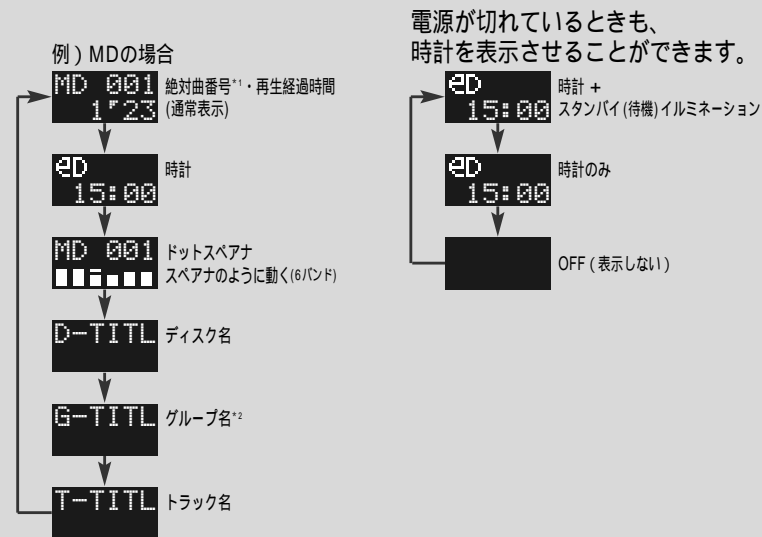 例）MDの場合
MD 001
1'23
絶対曲番号*1・再生経過時間
(通常表示)
eD
15:00
時計
MD 001
ドットスペアナ
スペアナのように動く(6バンド)
D-TITL
ディスク名
G-TITL
グループ名*2
T-TITL
トラック名
電源が切れているときも、
時計を表示させることができます。
eD
15:00
時計 +
スタンバイ(待機)イルミネーション
eD
15:00
時計のみ
OFF（表示しない）